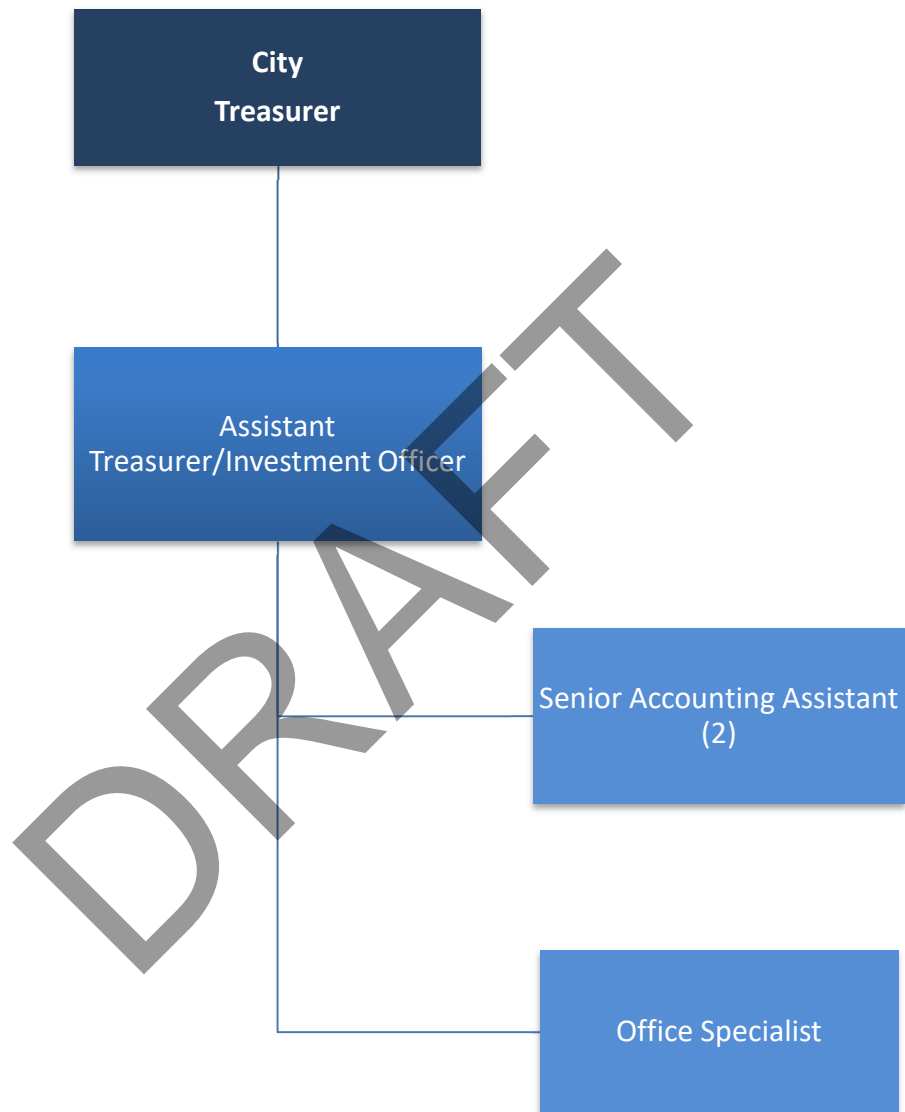 City
Treasurer
Assistant
Treasurer/Investment Officer
DRAFT
Senior Accounting Assistant
(2)
Office Specialist